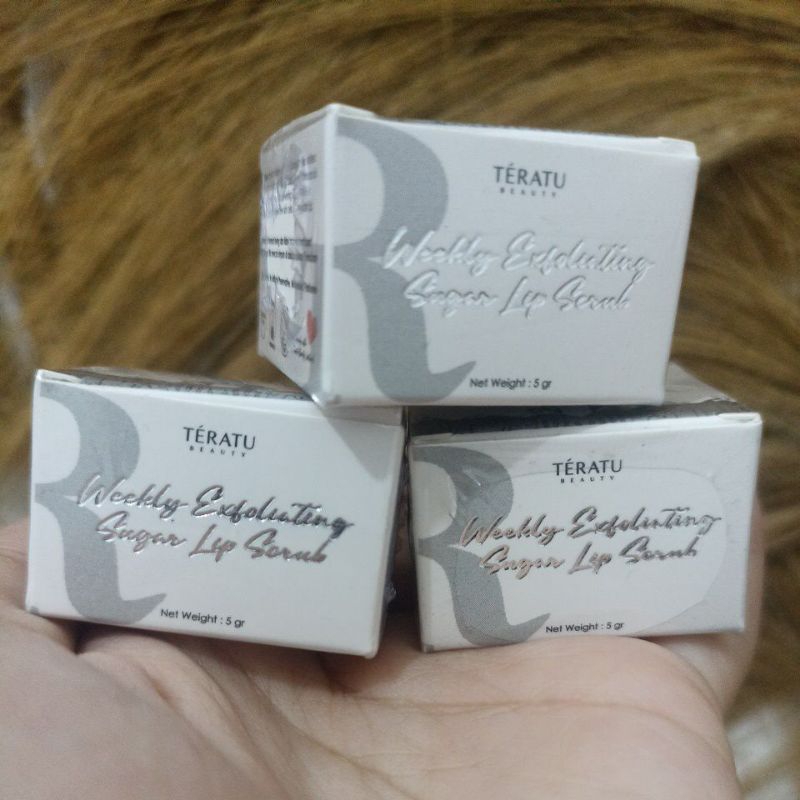 TÉRATU
BEAUTY
Weekly Exfoliating
Sugar Lip Scrub
Net Weight : 5 gr
TÉRATU
BEAUTY
Weekly Exfoliating
Sugar Lip Scrub
Net Weight : 5 gr
TÉRATU
BEAUTY
Weekly Exfoliating
Sugar Lip Scrub
Net Weight : 5 gr